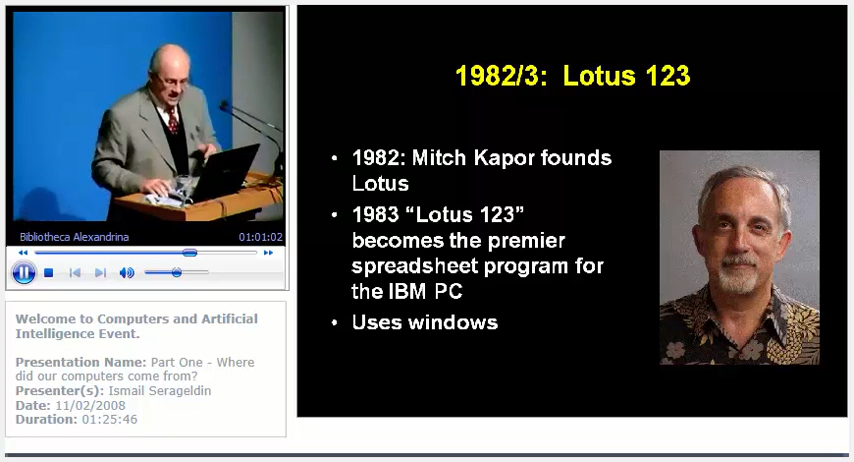 Bibliotheca Alexandrina 01:01:02
Welcome to Computers and Artificial
Intelligence Event.
Presentation Name: Part One - Where
did our computers come from?
Presenter(s): Ismail Serageldin
Date: 11/02/2008
Duration: 01:25:46
1982/3: Lotus 123
• 1982: Mitch Kapor founds
Lotus
• 1983 “Lotus 123”
becomes the premier
spreadsheet program for
the IBM PC
• Uses windows